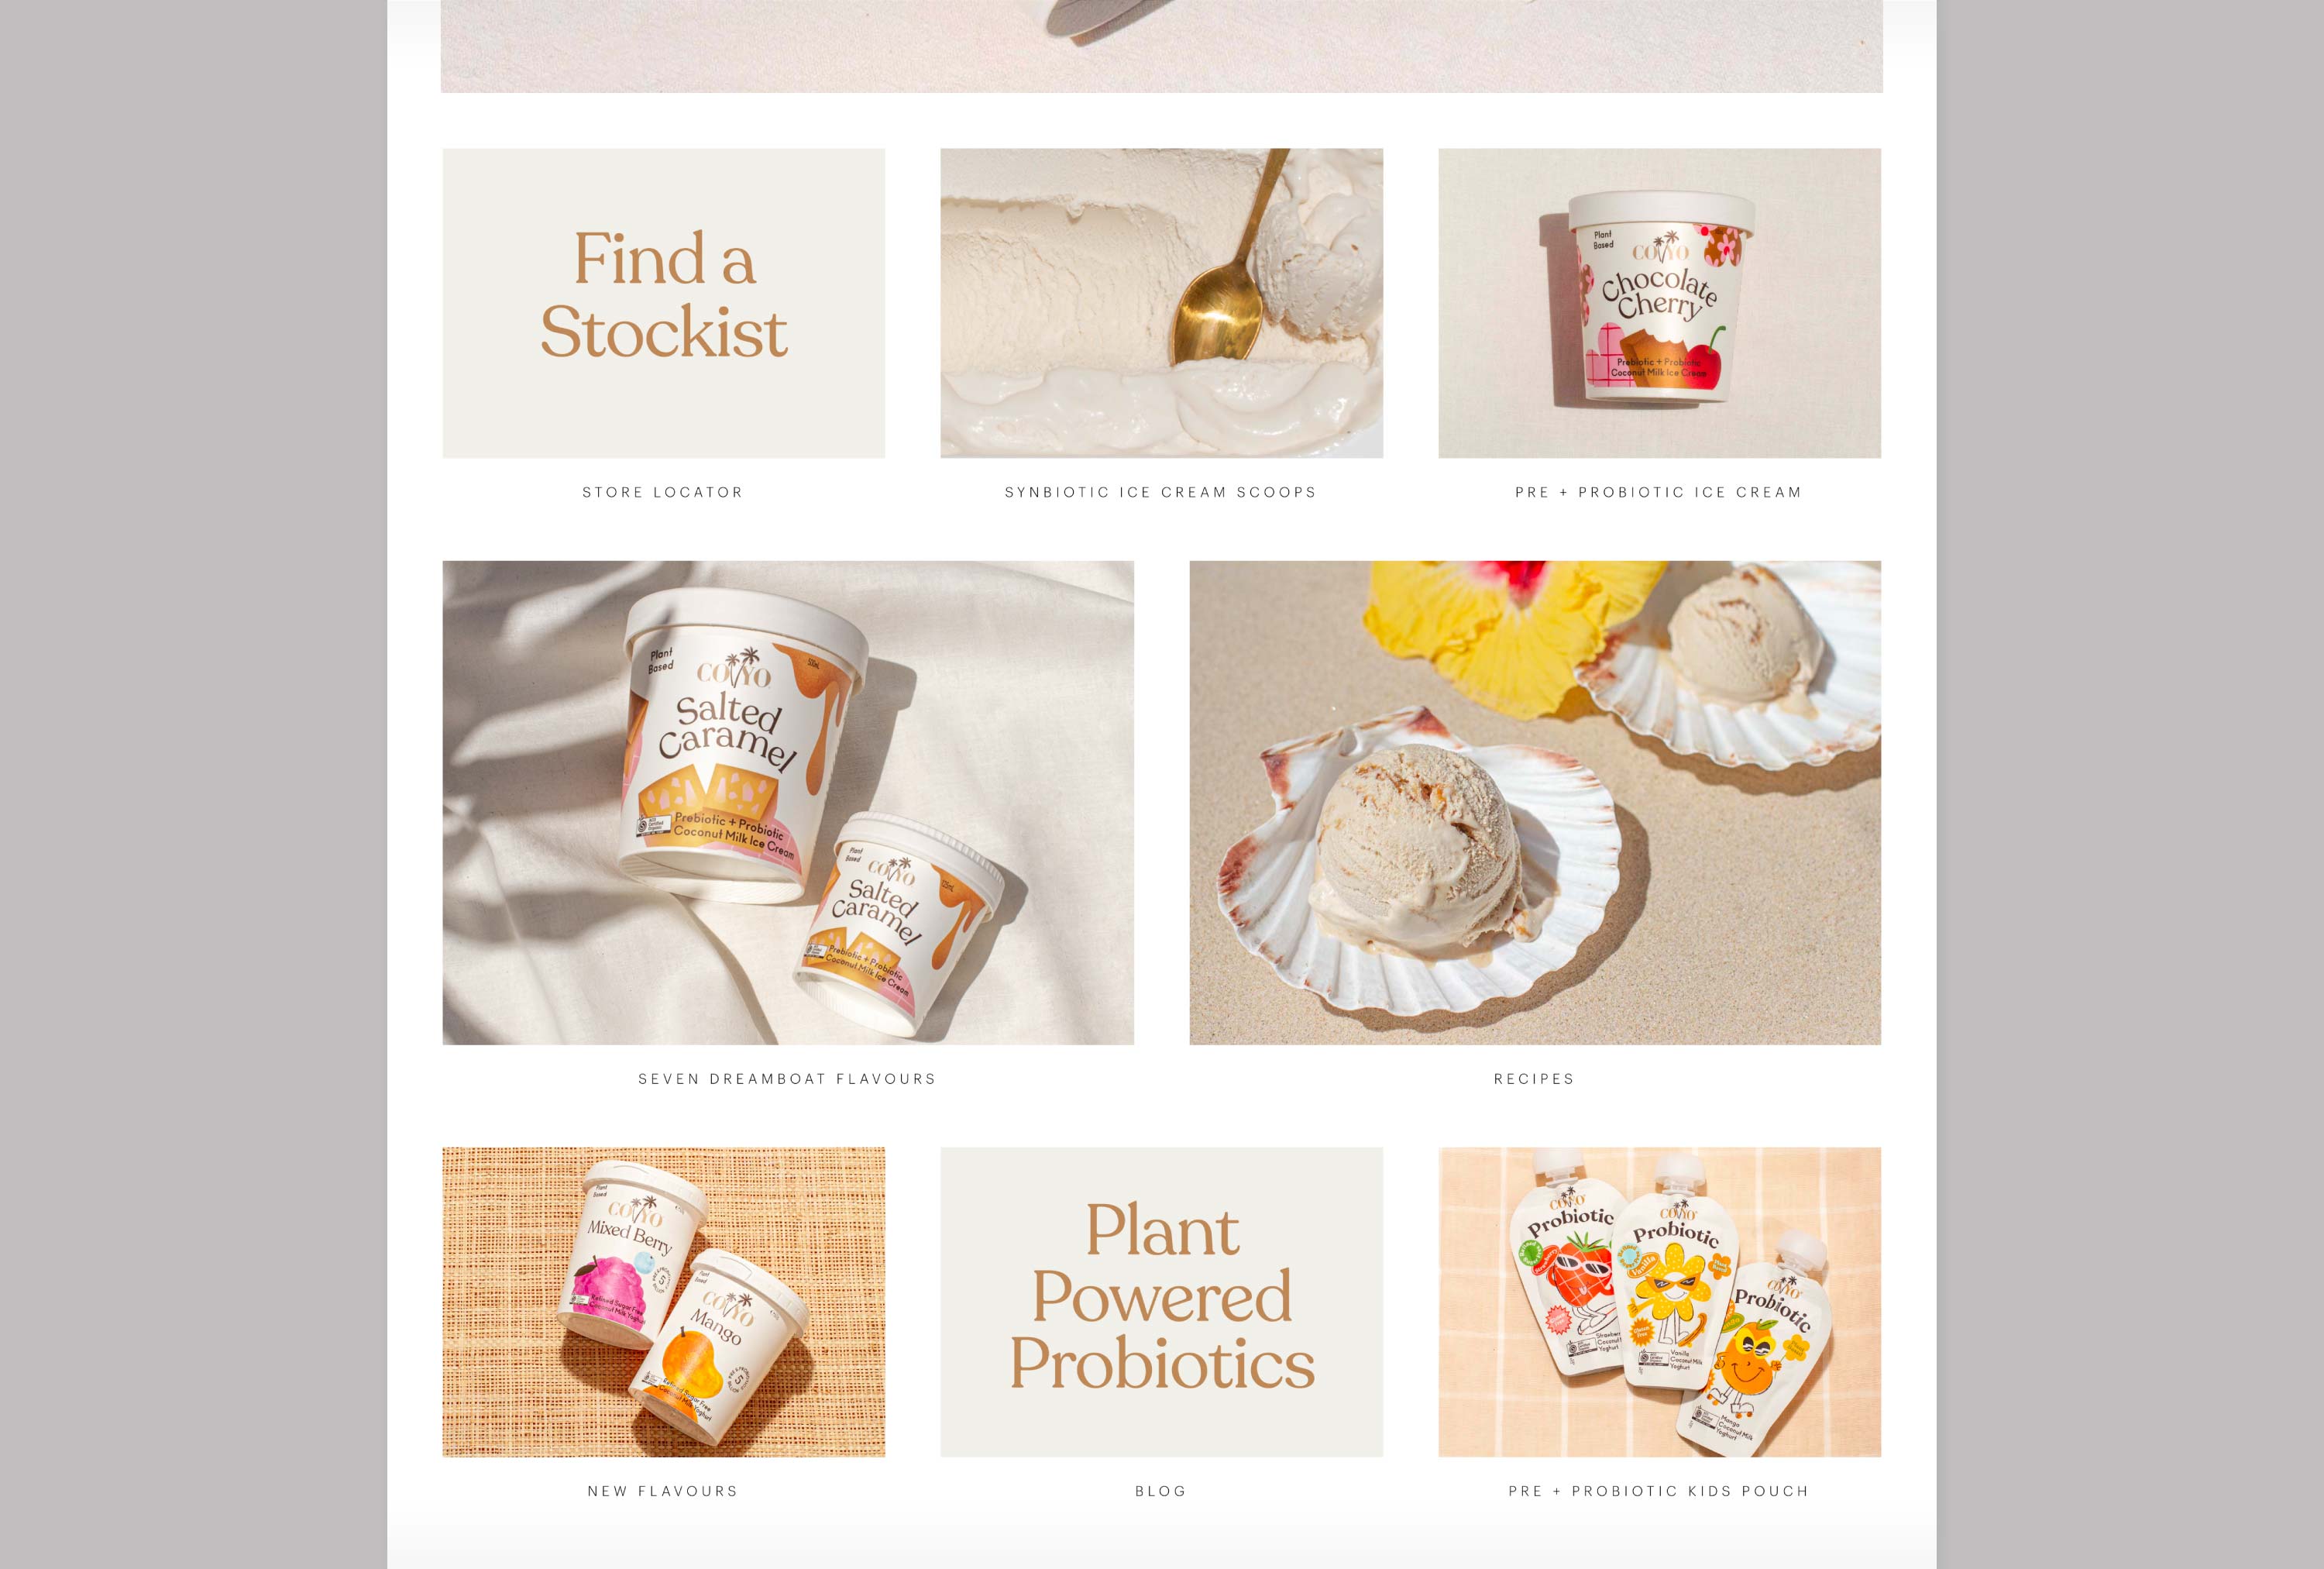 Find a
Stockist
Plant
Based
COYO
Chocolate
Cherry
Prebiotic + Probiotic
Coconut Milk Ice Cream
STORE LOCATOR
SYNBIOTIC ICE CREAM SCOOPS
PRE + PROBIOTIC ICE CREAM
Plant
Based
COYO
500mL
Salted
Caramel
Certified
Organic
Prebiotic + Probiotic
Coconut Milk Ice Cream
Plant
Based
COYO
Salted
Caramel
Prebiotic + Probiotic
Coconut Milk Ice Cream
SEVEN DREAMBOAT FLAVOURS
RECIPES
Plant
Based
COYO
Mixed Berry
Refined Sugar Free
Coconut Milk Yoghurt
Plant
Based
COYO
Mango
Refined Sugar Free
Coconut Milk Yoghurt
Plant
Powered
Probiotics
COYO
Probiotic
Strawberry
Coconut
Yoghurt
COYO
Probiotic
Vanilla
Vanilla
Coconut Milk
Yoghurt
COYO
Probiotic
Mango
Coconut Milk
Yoghurt
NEW FLAVOURS
BLOG
PRE + PROBIOTIC KIDS POUCH